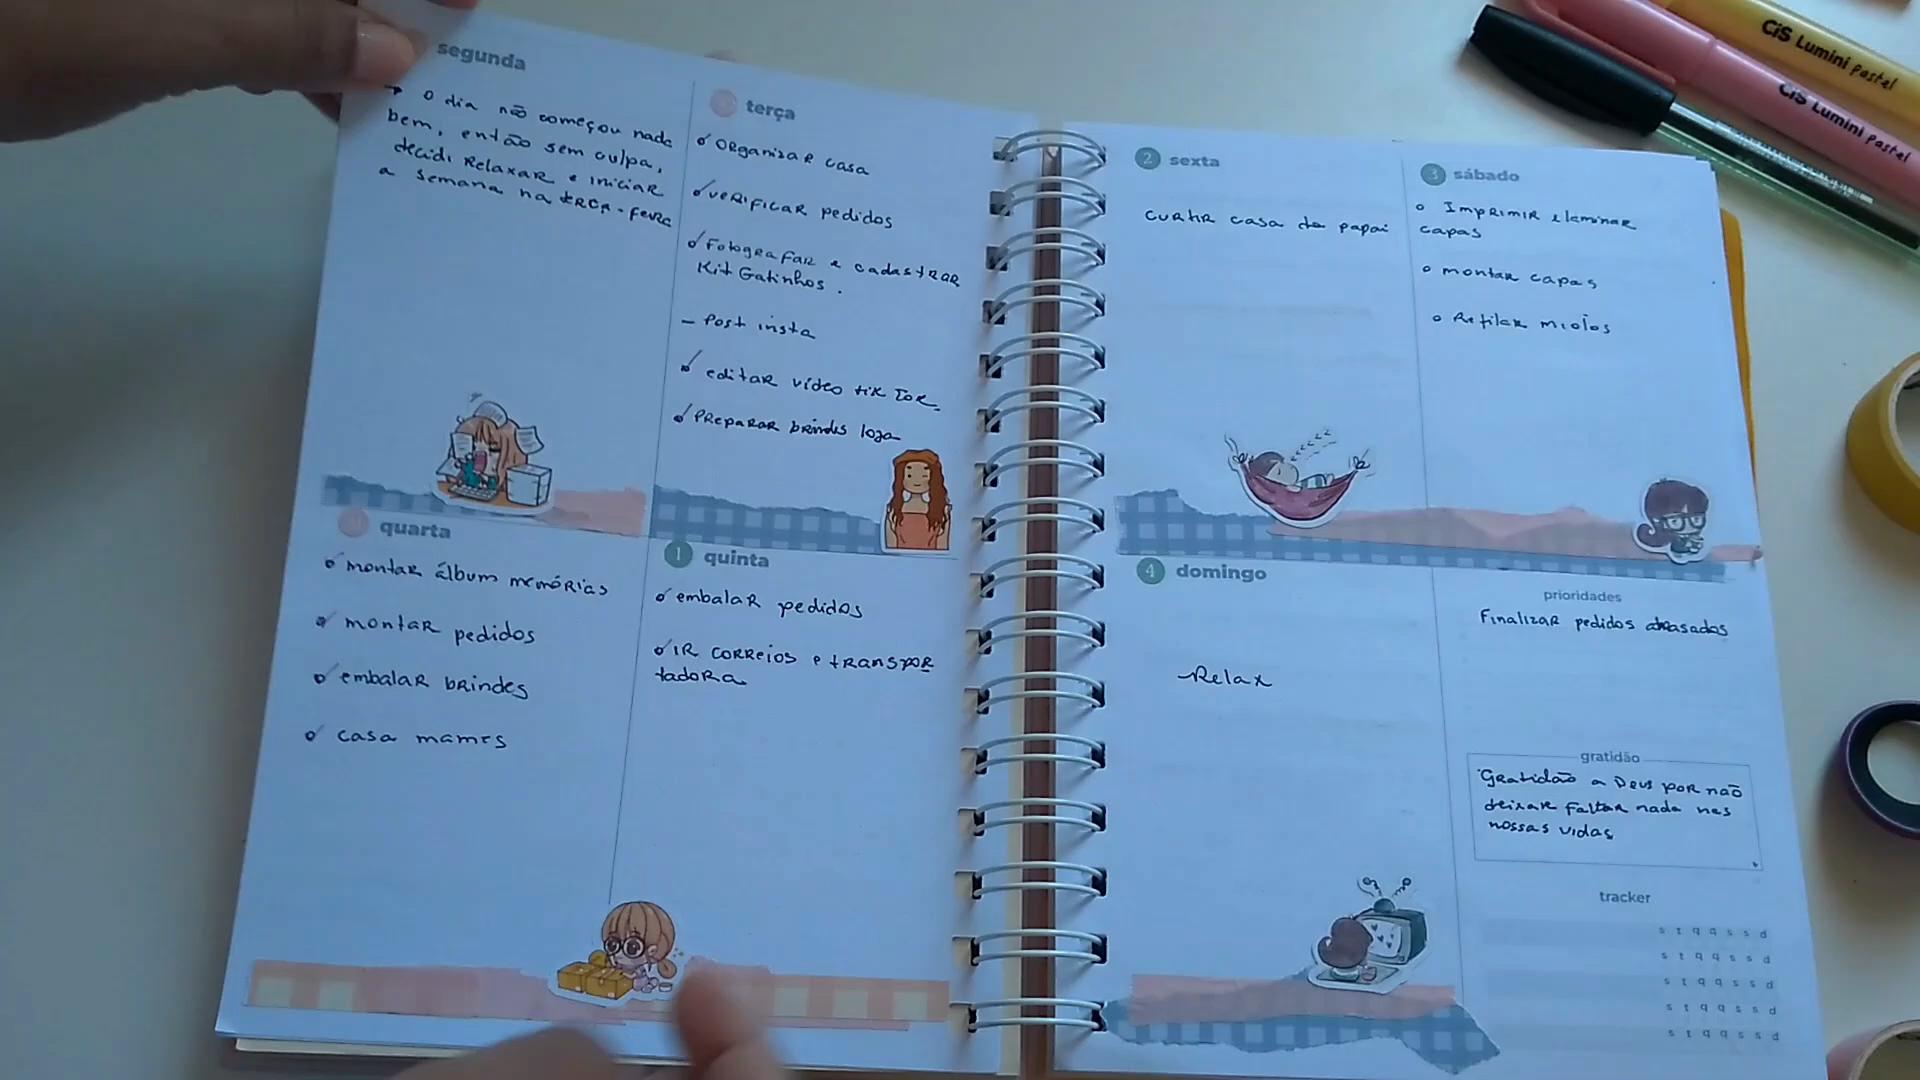 segunda
→ O dia não começou nada
bem, então sem culpa,
decidi Relaxar e iniciar
a semana na terça-feira
terça
Organizar casa
verificar pedidos
Fotografar e cadastrar
Kit Gatinhos.
- Post insta
editar vídeo tik Tok.
Preparar brindes loja
quarta
montar álbum memórias
montar pedidos
embalar brindes
casa
1 quinta
embalar pedidos
IR CORREIOS e transpor
tadora
2 sexta
curtir casa do papai
3 sábado
Imprimir e laminar
capas
montar capas
Refilar miolos
4 domingo
- Relax
prioridades
Finalizar pedidos atrasados
gratidão
Gratidão a Deus por não
deixar faltar nada nas
nossas vidas
tracker
s t q q s s d
s t q q s s d
s t q q s s d
s t q q s s d
s t q q s s d
CiS Lumini Pastel
CiS Lumini Pastel